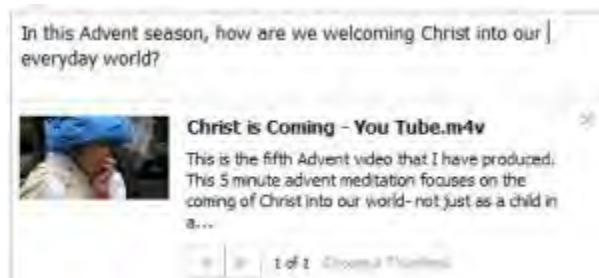 In this Advent season, how are we welcoming Christ into our
everyday world?
Christ is Coming - You Tube.m4v
This is the fifth Advent video that I have produced.
This 5 minute advent meditation focuses on the
coming of Christ into our world- not just as a child in
a...
1 of 1 Choose a Thumbnail